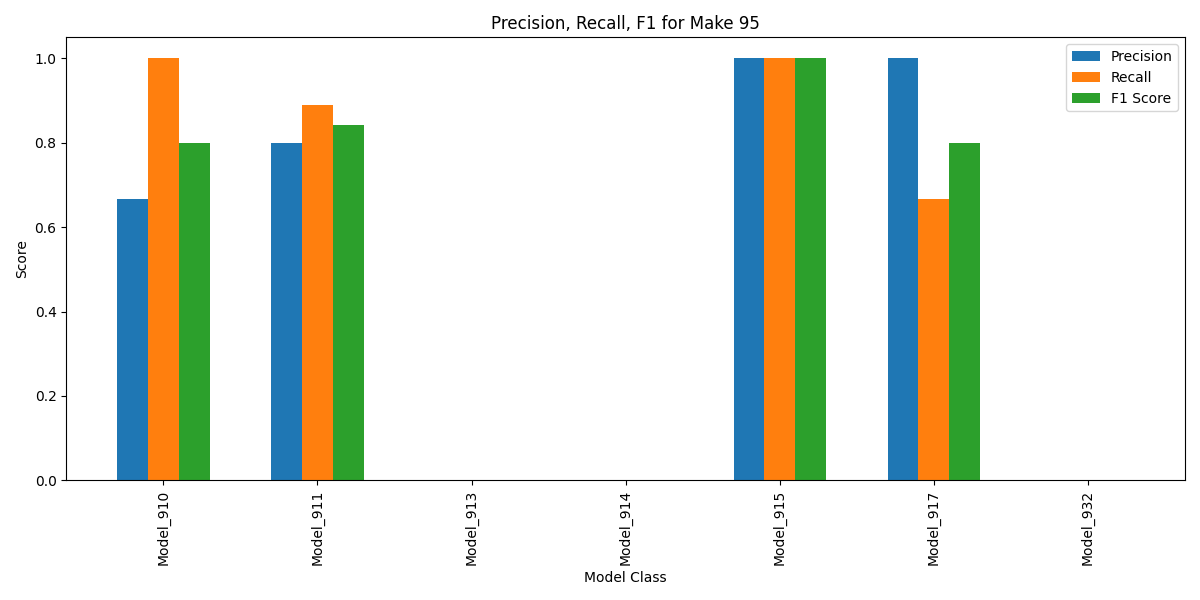 Precision, Recall, F1 for Make 95
Precision
Recall
F1 Score
Score
1.0
0.8
0.6
0.4
0.2
0.0
Model_910
Model_911
Model_913
Model_914
Model_915
Model_917
Model_932
Model Class